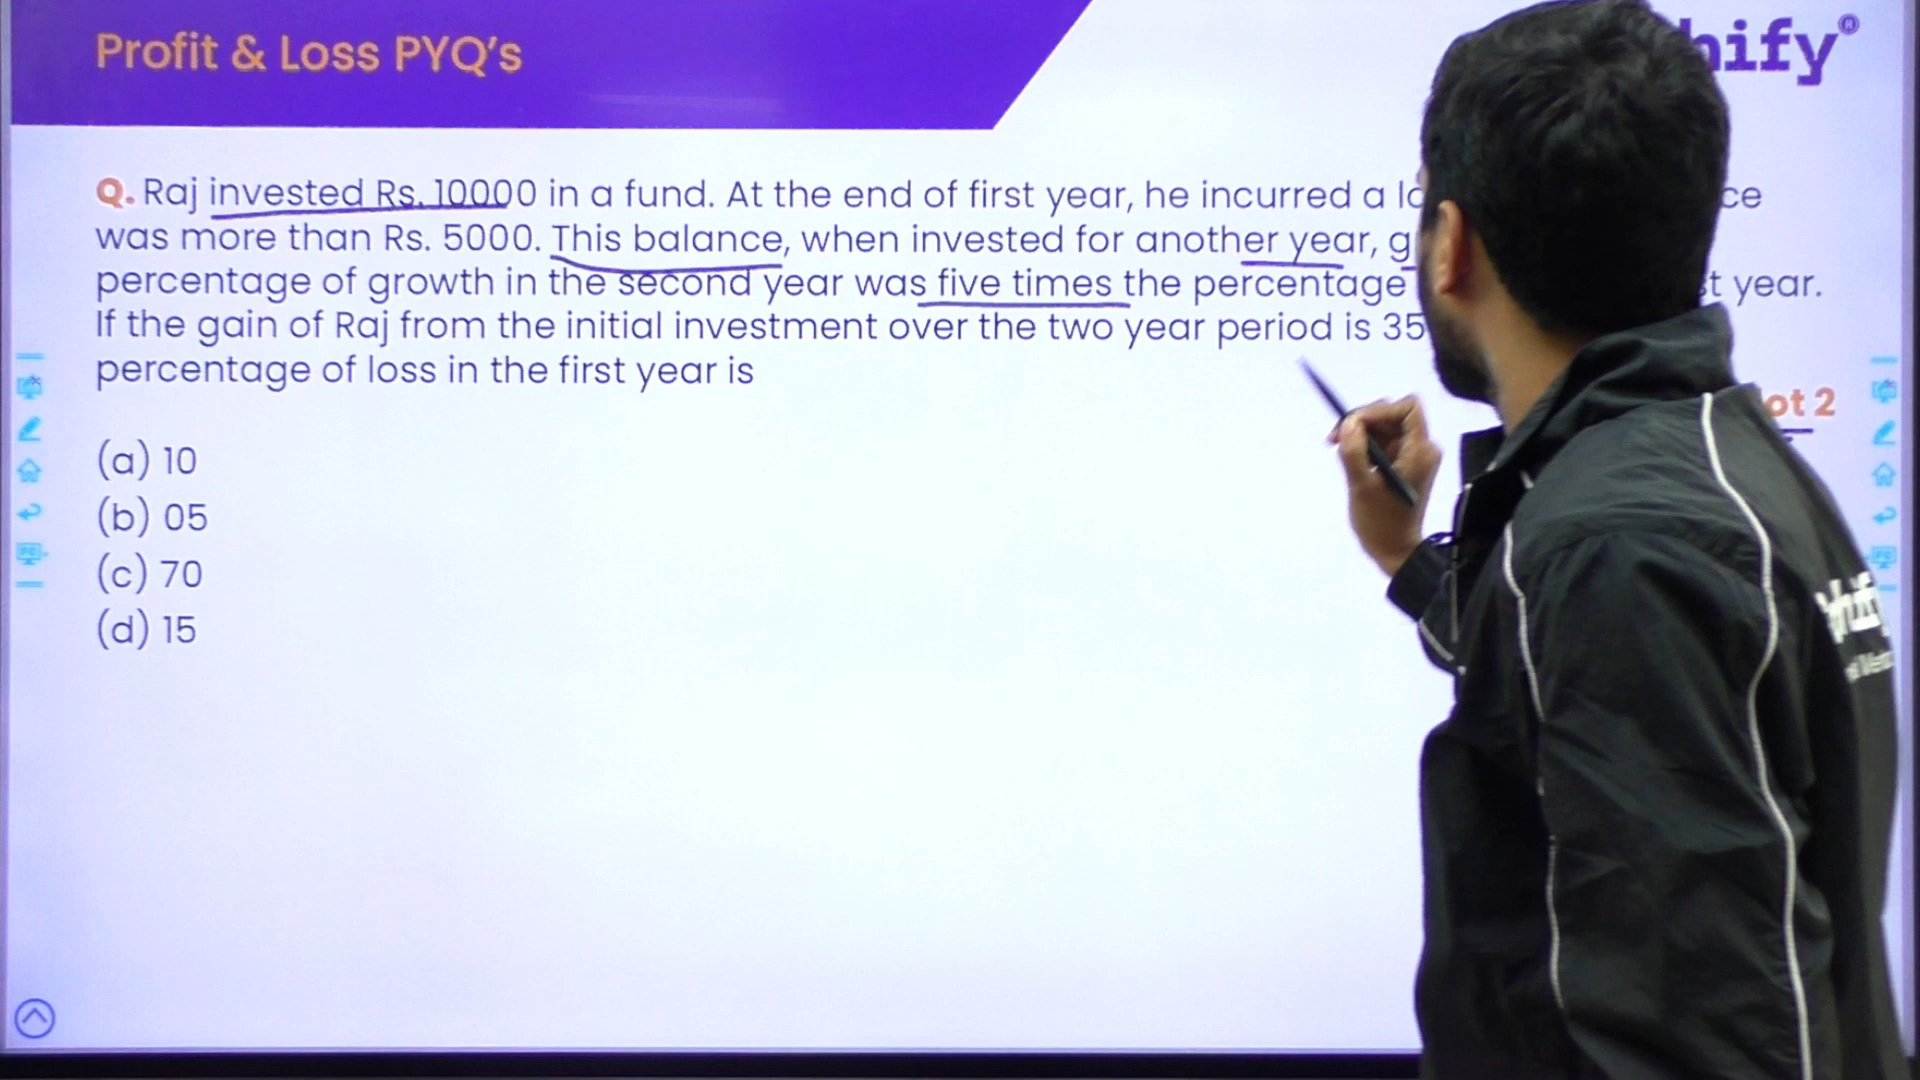 Profit & Loss PYQ's
hify®
Q. Raj invested Rs. 10000 in a fund. At the end of first year, he incurred a
was more than Rs. 5000. This balance, when invested for another year,
percentage of growth in the second year was five times the percentage year.
If the gain of Raj from the initial investment over the two year period is 35
percentage of loss in the first year is
ot 2
(a) 10
(b) 05
(c) 70
(d) 15